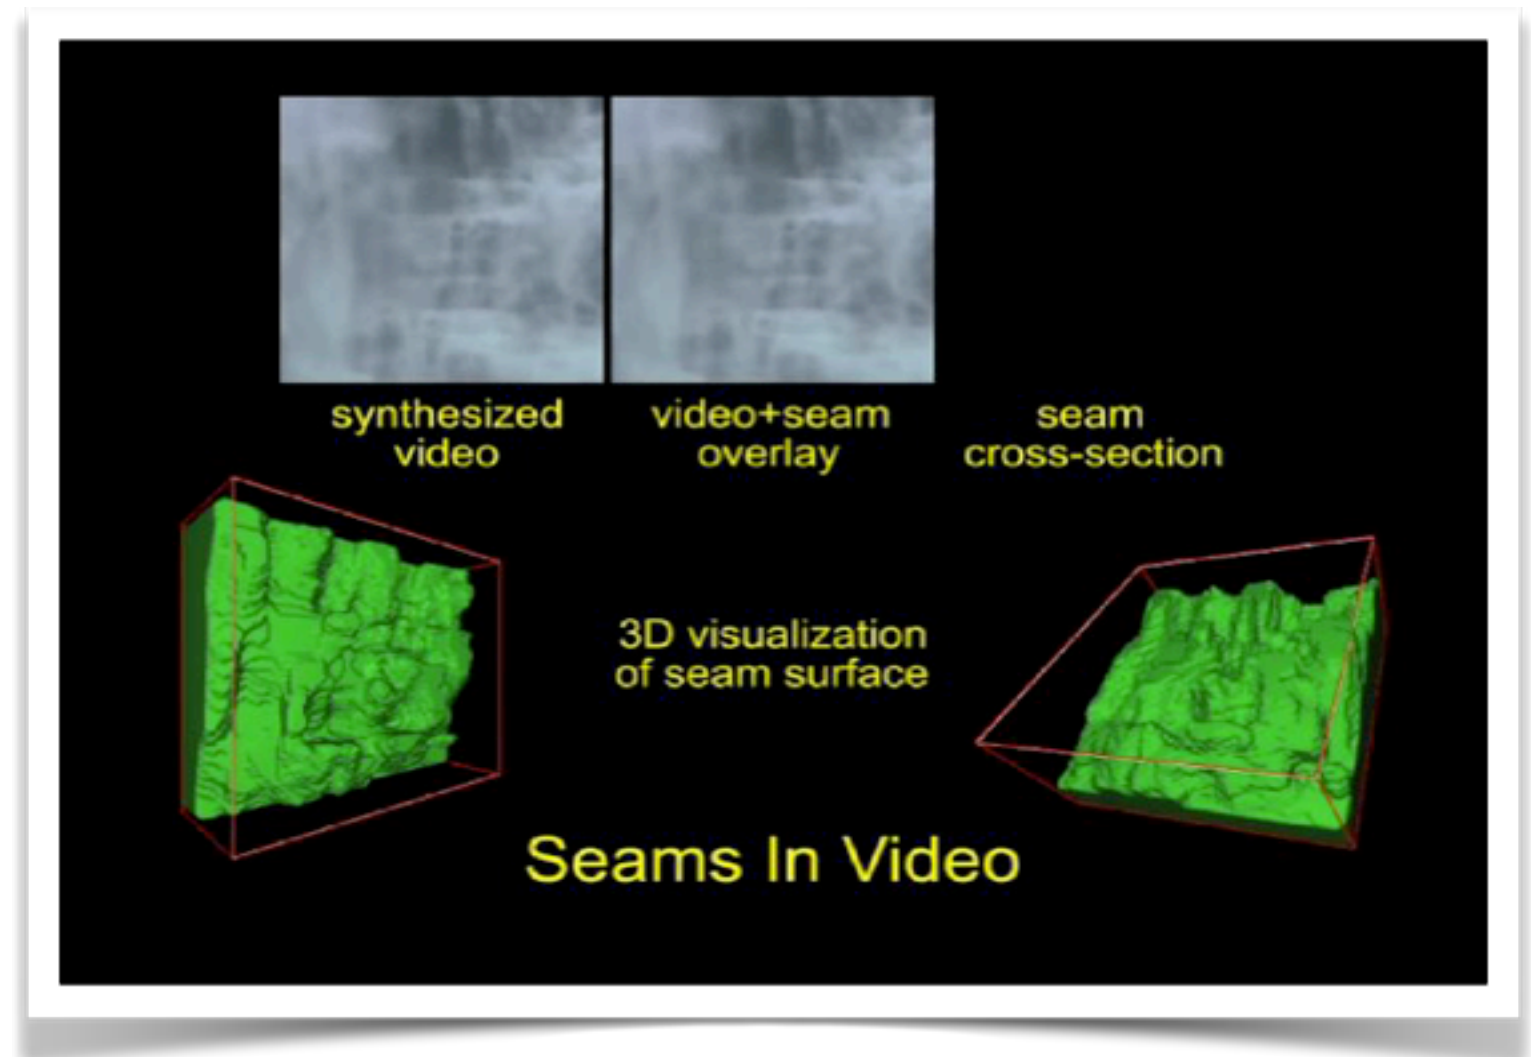 synthesized
video
video+seam
overlay
seam
cross-section
3D visualization
of seam surface
Seams In Video